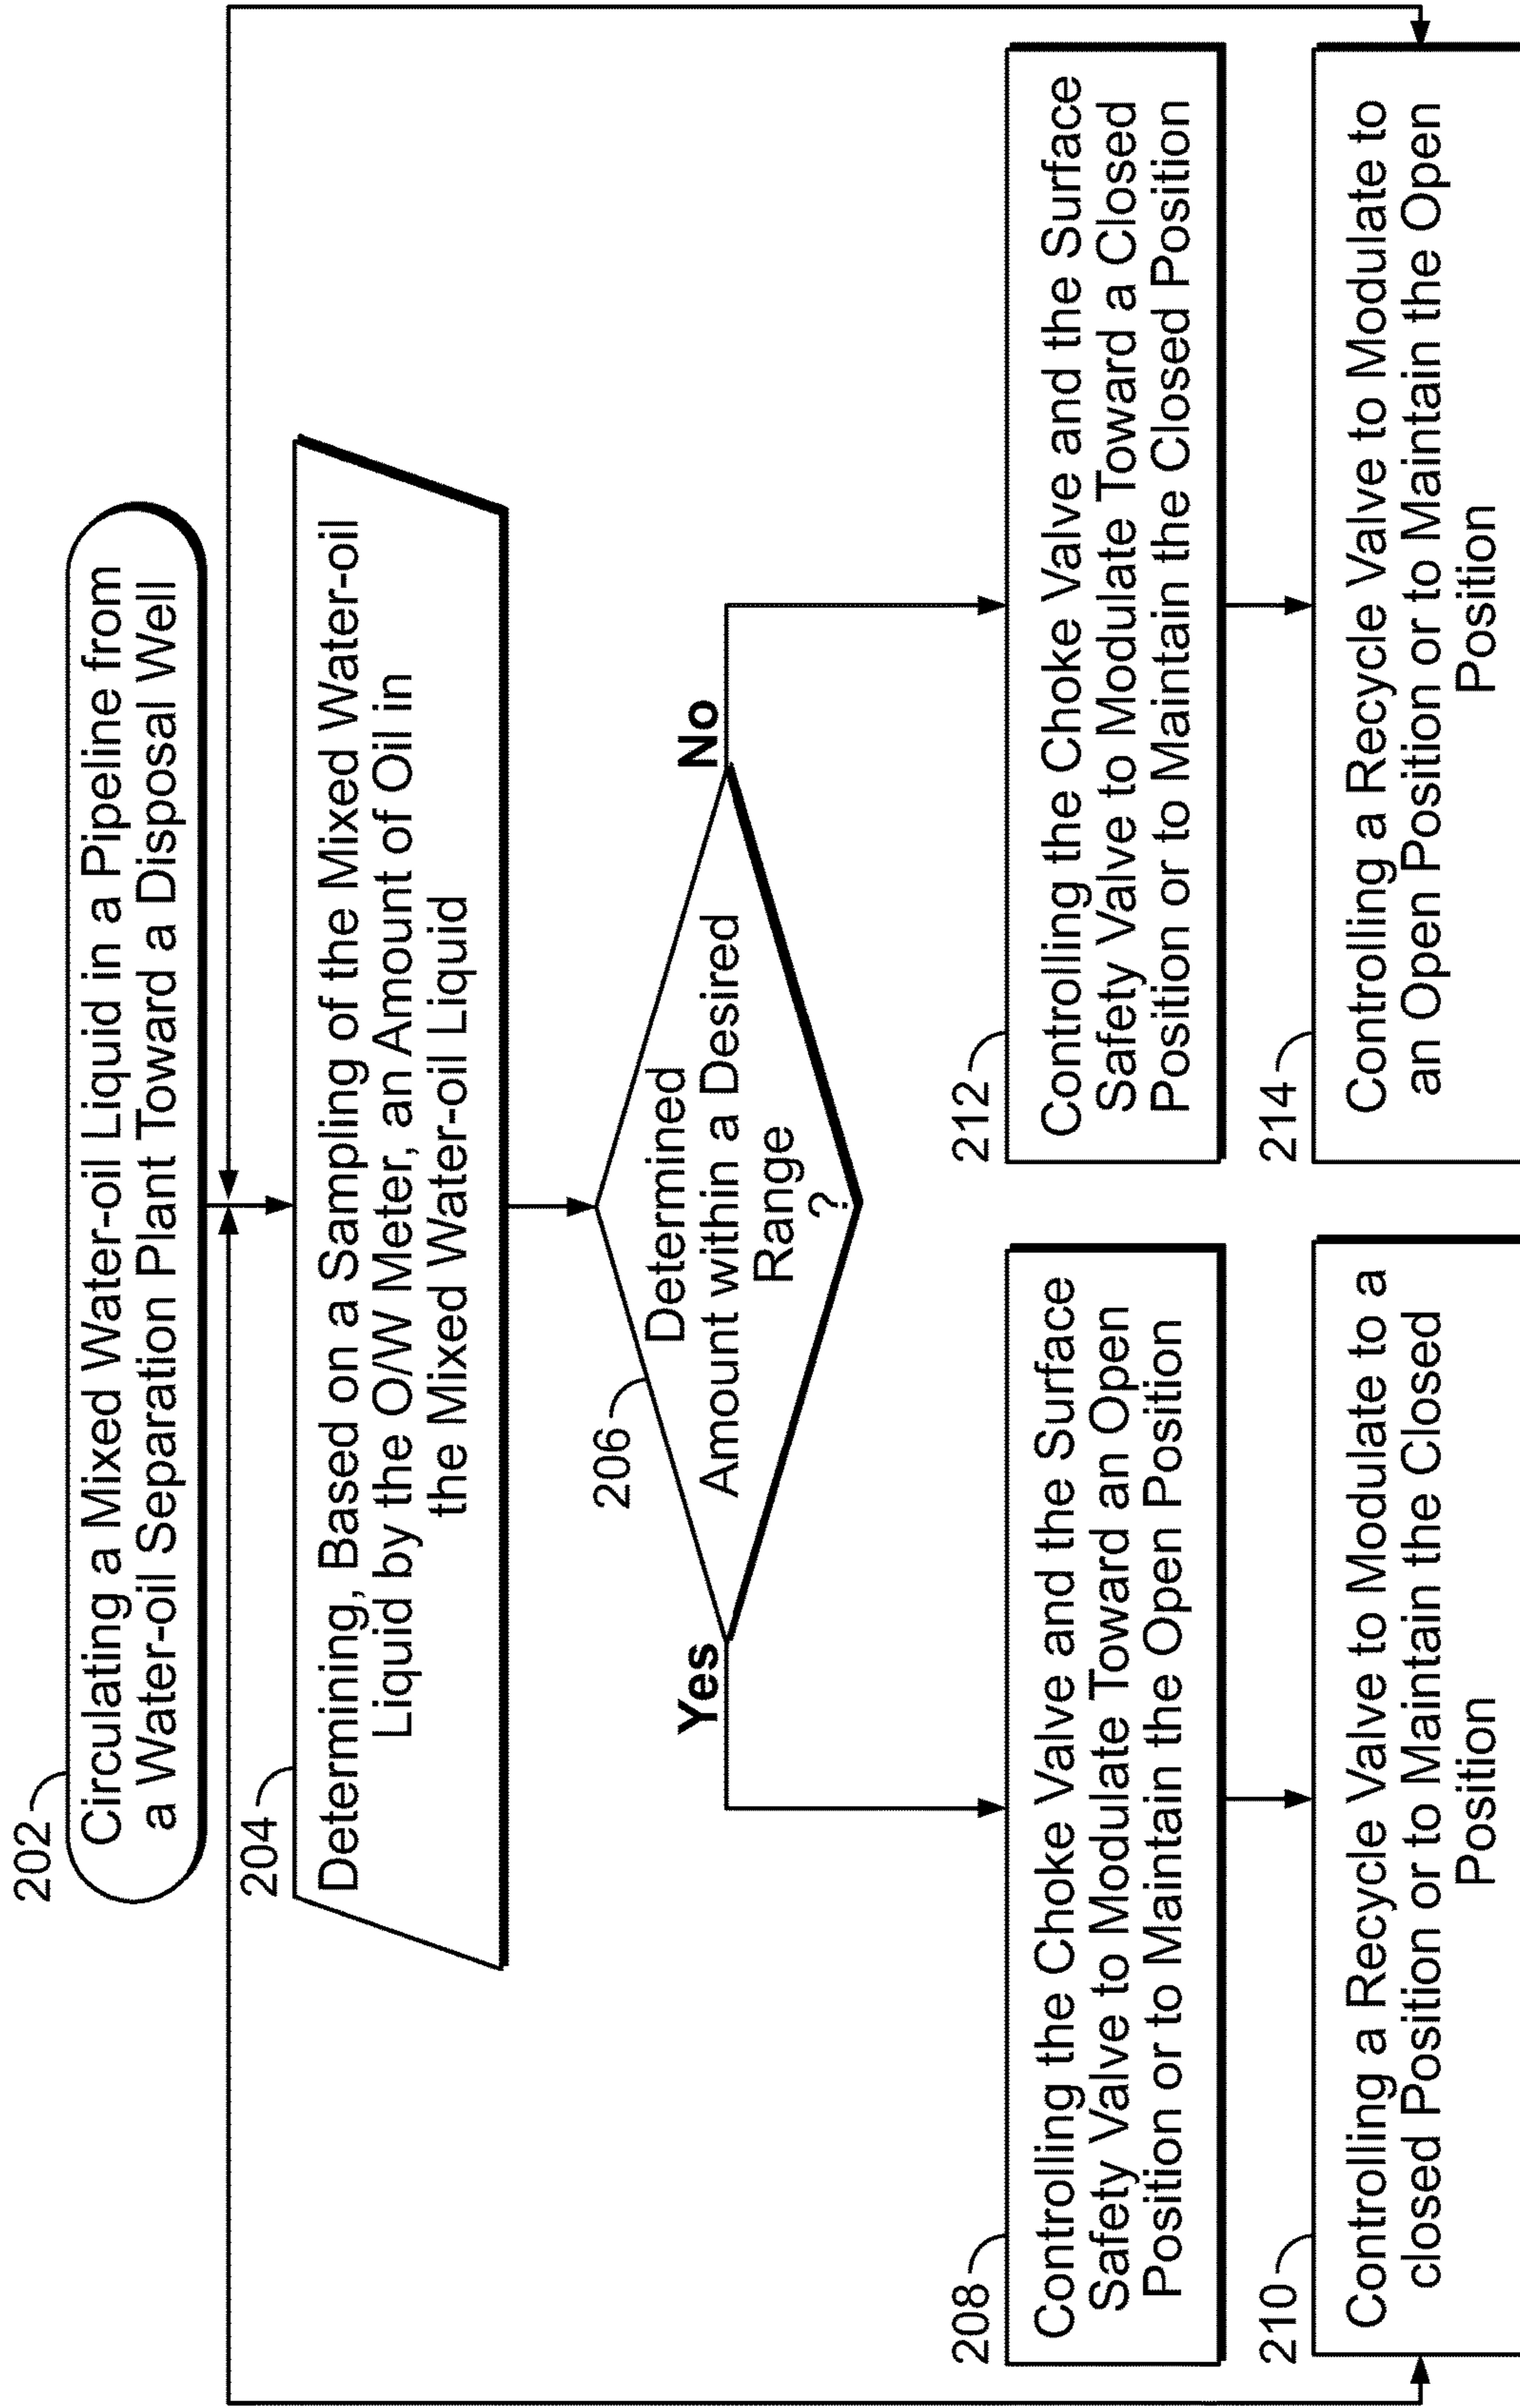 202
Circulating a Mixed Water-oil Liquid in a Pipeline from
a Water-oil Separation Plant Toward a Disposal Well
204
Determining, Based on a Sampling of the Mixed Water-oil
Liquid by the O/W Meter, an Amount of Oil in
the Mixed Water-oil Liquid
206
Determined
Amount within a Desired
Range
?
Yes
No
208
Controlling the Choke Valve and the Surface
Safety Valve to Modulate Toward an Open
Position or to Maintain the Open Position
210
Controlling a Recycle Valve to Modulate to a
closed Position or to Maintain the Closed
Position
212
Controlling the Choke Valve and the Surface
Safety Valve to Modulate Toward a Closed
Position or to Maintain the Closed Position
214
Controlling a Recycle Valve to Modulate to
an Open Position or to Maintain the Open
Position